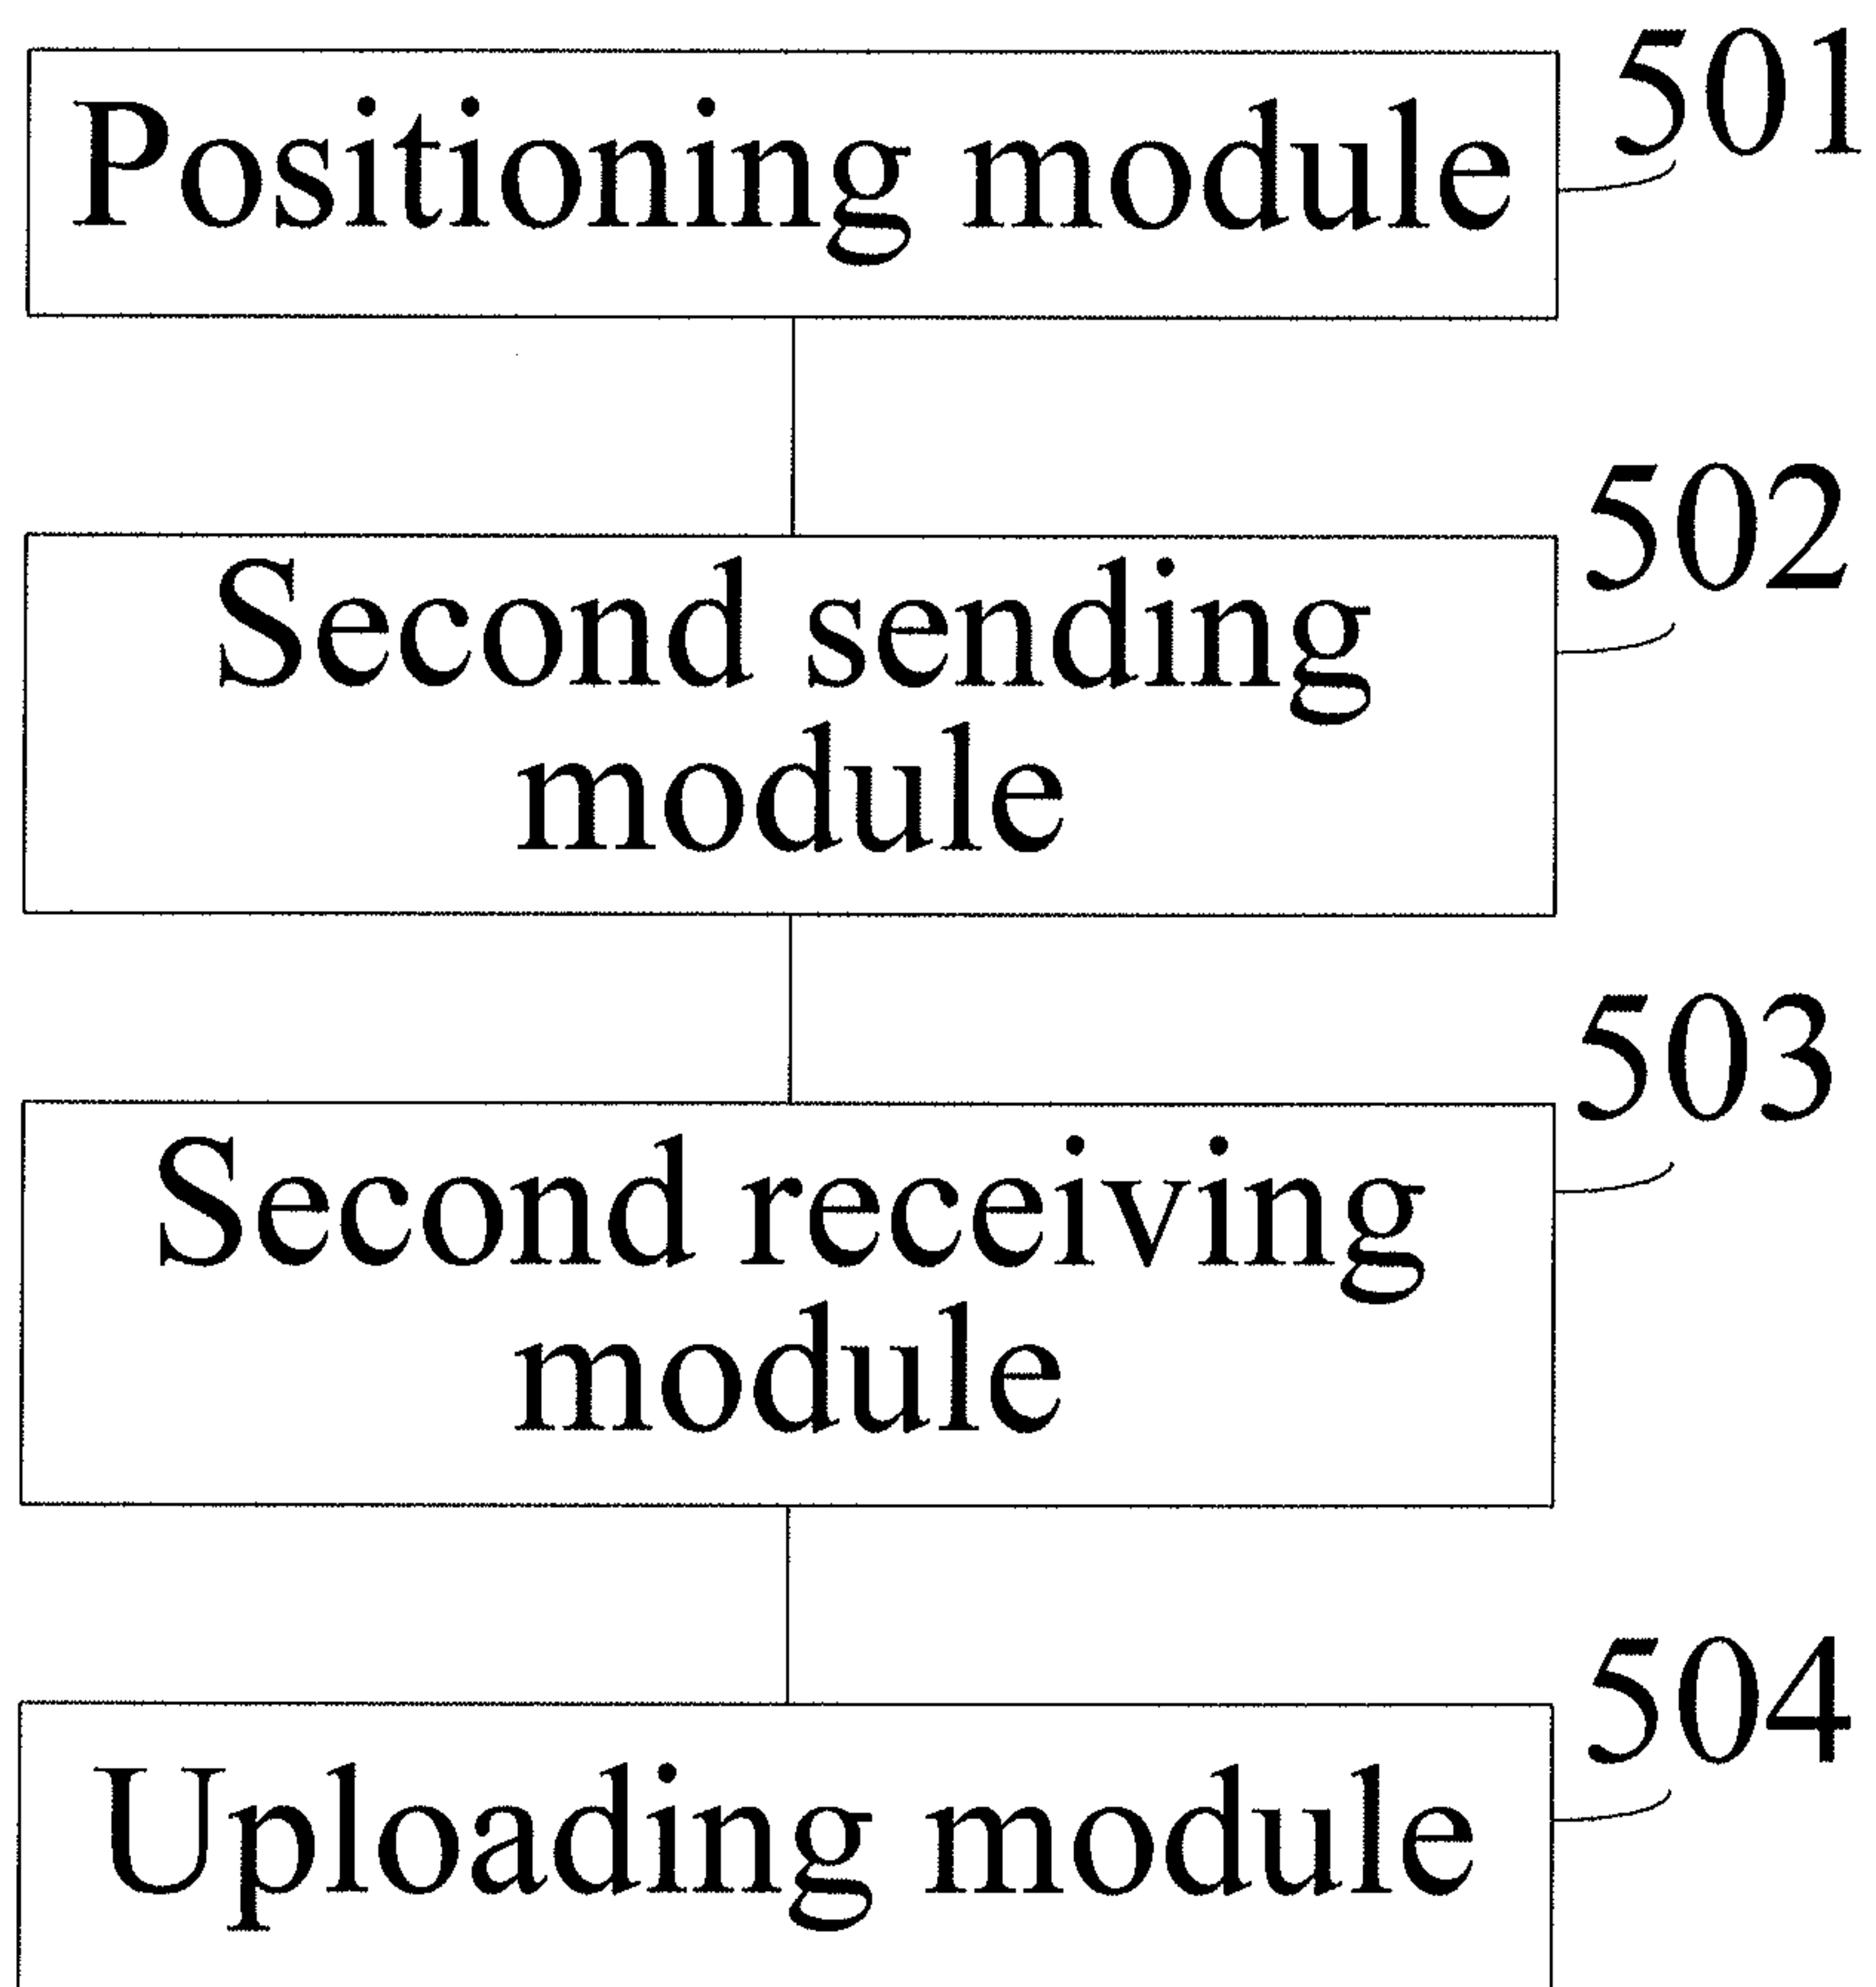 Positioning module
501
Second sending
module
502
Second receiving
module
503
Uploading module
504